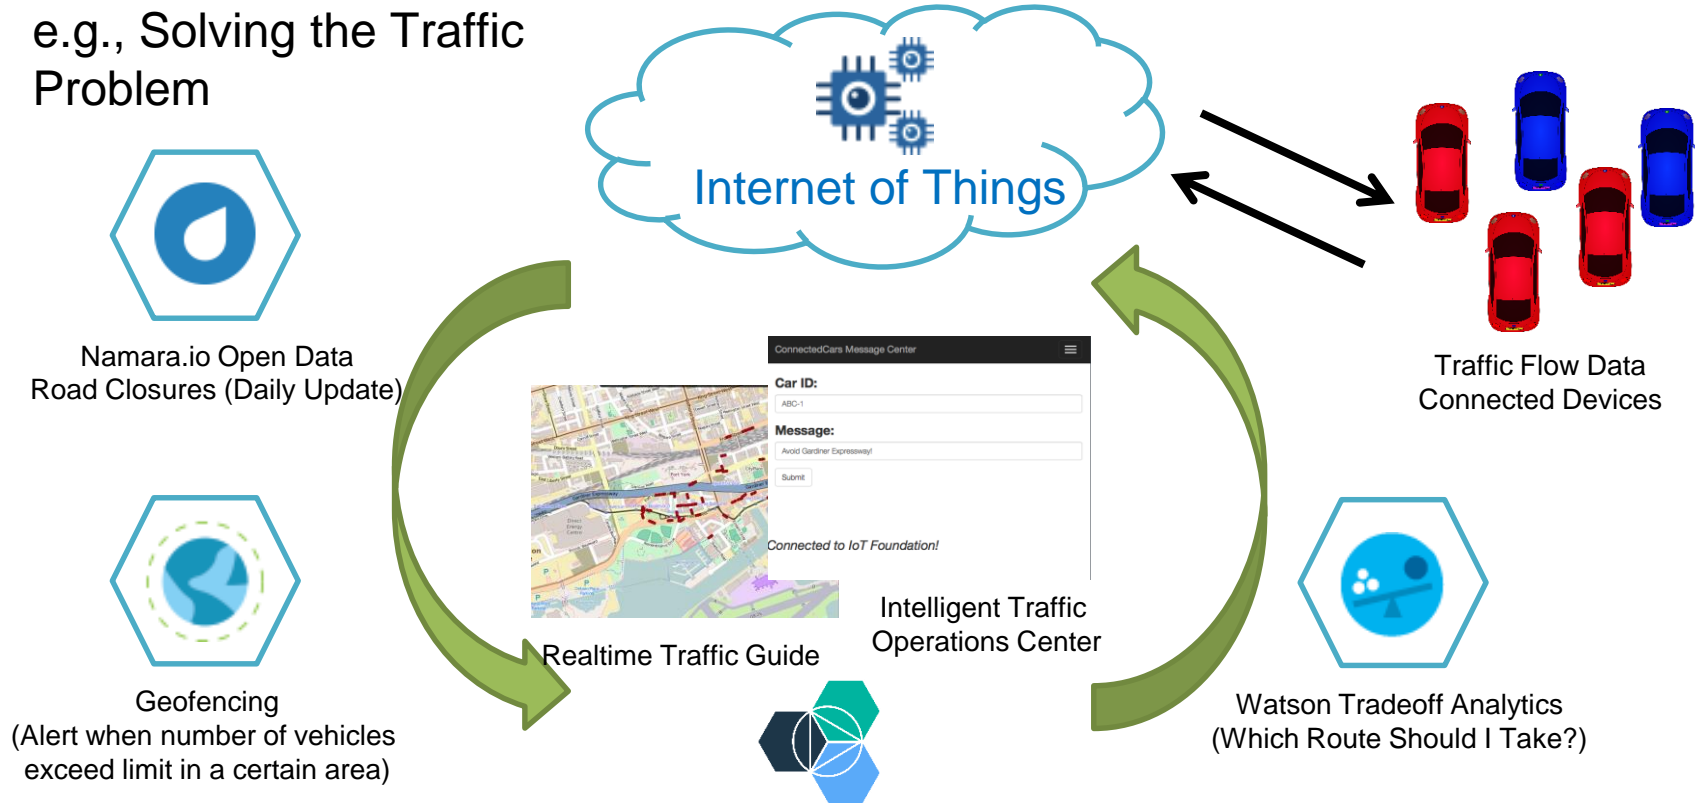 e.g., Solving the Traffic
Problem
Internet of Things
Namara.io Open Data
Road Closures (Daily Update)
Traffic Flow Data
Connected Devices
ConnectedCars Message Center
Car ID:
ABC-1
Message:
Avoid Gardiner Expressway!
Submit
Connected to IoT Foundation!
Gardiner Expressway
Realtime Traffic Guide
Intelligent Traffic
Operations Center
Geofencing
(Alert when number of vehicles
exceed limit in a certain area)
Watson Tradeoff Analytics
(Which Route Should I Take?)